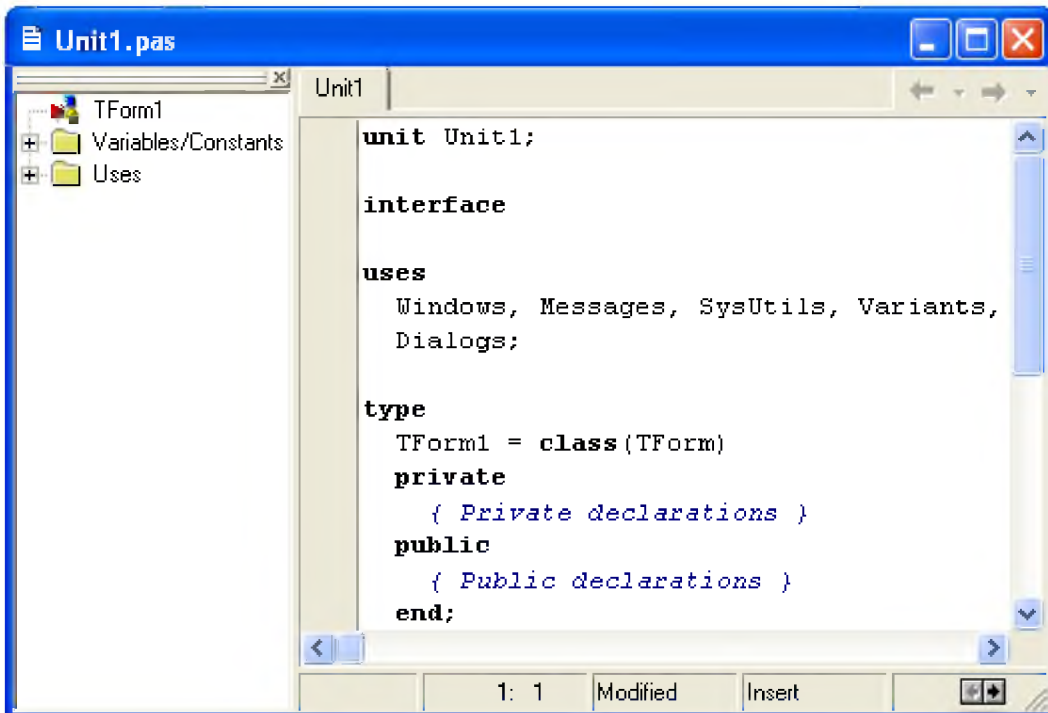 Unit1.pas
TForm1
Variables/Constants
Uses
Unit1
unit Unit1;
interface
uses
Windows, Messages, SysUtils, Variants,
Dialogs;
type
TForm1 = class(TForm)
private
{ Private declarations }
public
{ Public declarations }
end;
1: 1
Modified
Insert